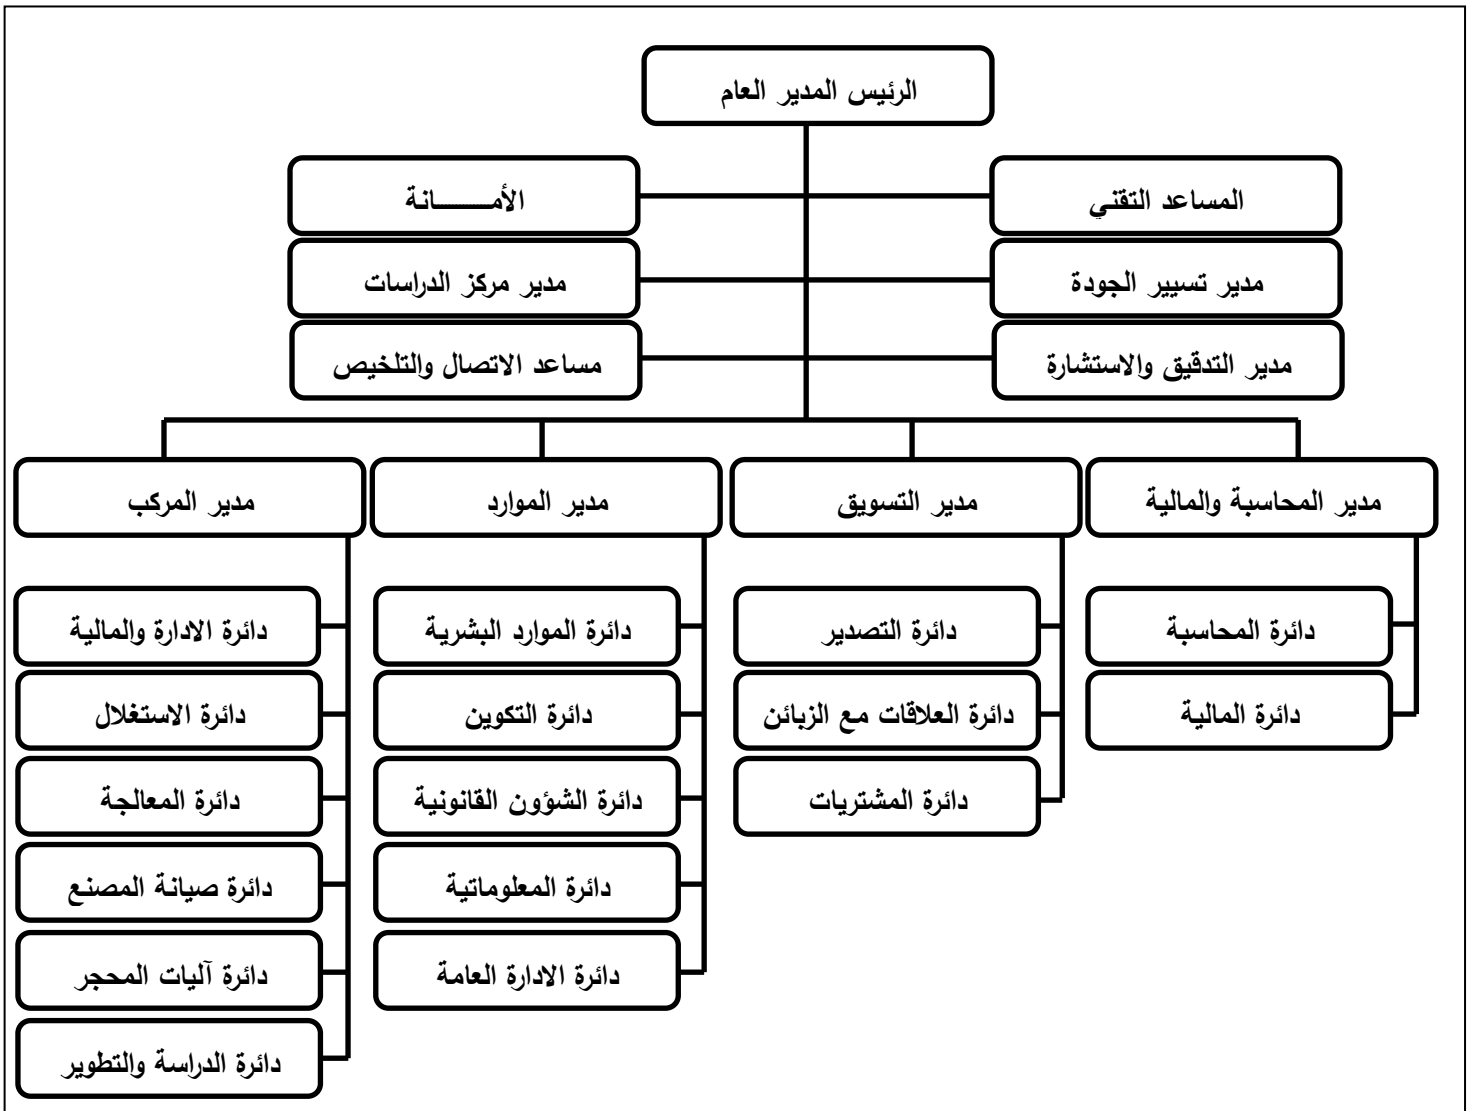 الرئيس المدير العام
المساعد التقني
الأمـــــــانة
مدير تسيير الجودة
مدير مركز الدراسات
مدير التدقيق والاستشارة
مساعد الاتصال والتلخيص
مدير المحاسبة والمالية
مدير التسويق
مدير الموارد
مدير المركب
دائرة المحاسبة
دائرة التصدير
دائرة الموارد البشرية
دائرة الادارة والمالية
دائرة المالية
دائرة العلاقات مع الزبائن
دائرة التكوين
دائرة الاستغلال
دائرة المشتريات
دائرة الشؤون القانونية
دائرة المعالجة
دائرة المعلوماتية
دائرة صيانة المصنع
دائرة الادارة العامة
دائرة آليات المحجر
دائرة الدراسة والتطوير